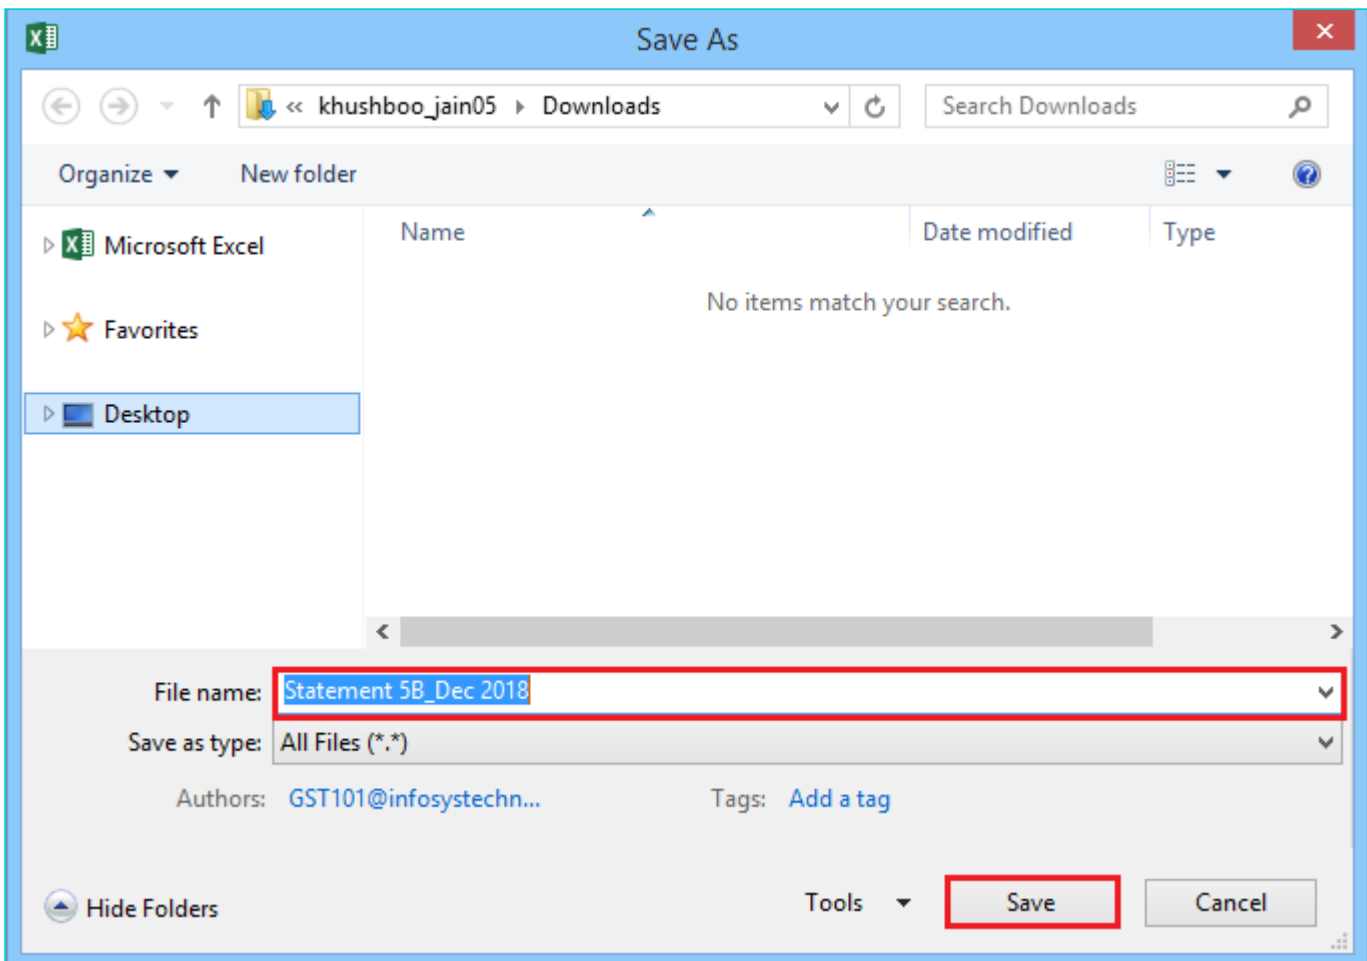 Save As
« khushboo_jain05 Downloads
Search Downloads
Organize
New folder
Microsoft Excel
Favorites
Desktop
Name
Date modified
Type
No items match your search.
File name: Statement 5B_Dec 2018
Save as type: All Files (*.*)
Authors: GST101@infosystechn...
Tags: Add a tag
Hide Folders
Tools
Save
Cancel